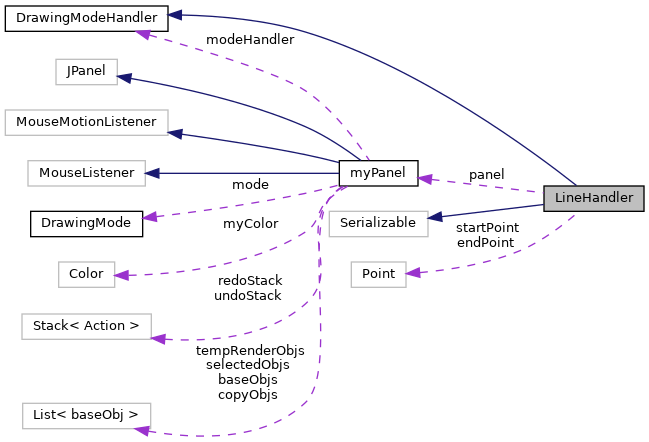 DrawingModeHandler
modeHandler
JPanel
MouseMotionListener
MouseListener
myPanel
panel
mode
LineHandler
DrawingMode
myColor
Serializable
startPoint
endPoint
Color
Point
redoStack
undoStack
Stack< Action >
tempRenderObjs
selectedObjs
baseObjs
copyObjs
List< baseObj >